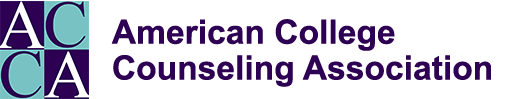 AC
CA
American College
Counseling Association